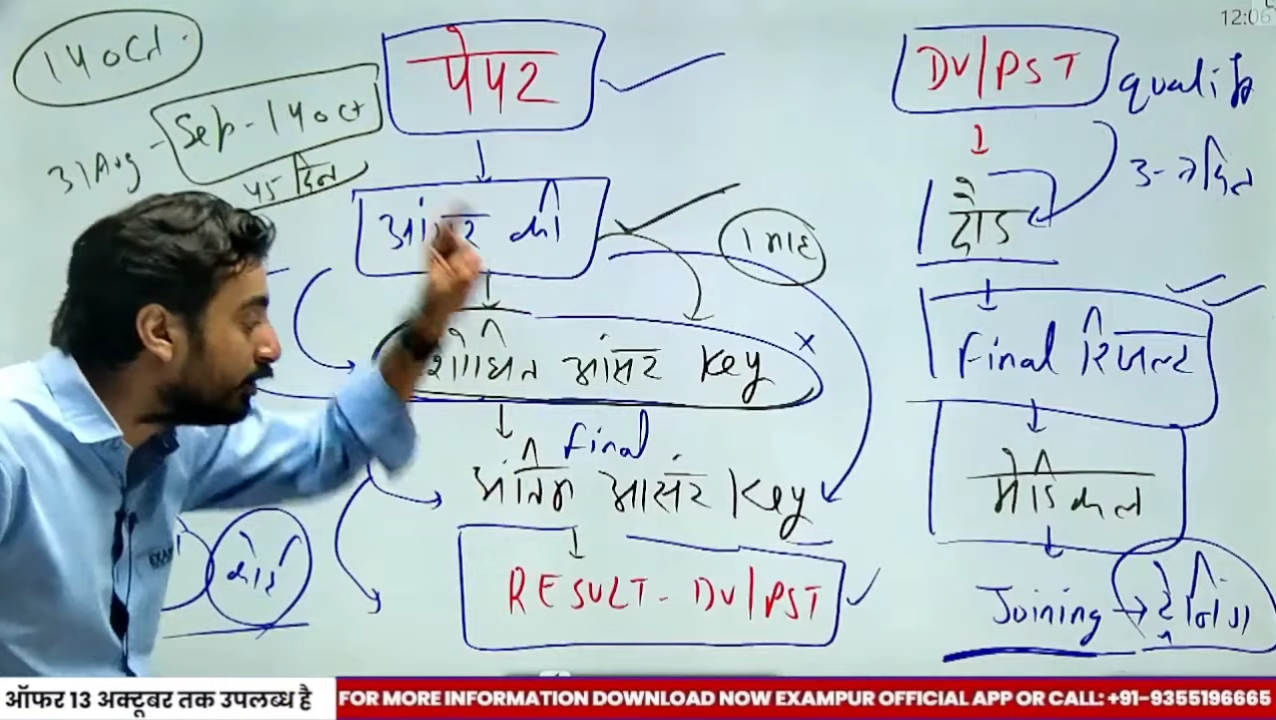 12:06
14 oct.
31 Aug - Sep - 14 oct
45 दिन
पेपर
आंसर की
1 माह
शोधित आंसर Key
x
final
अंतिम आसंर Key
RESULT - DV/PST
DV/PST
3-
दौड
Final रिजल्ट
मेडिकल
Joining →
बोर्ड
ऑफर 13 अक्टूबर तक उपलब्ध है
FOR MORE INFORMATION DOWNLOAD NOW EXAMPUR OFFICIAL APP OR CALL: +91-9355196665